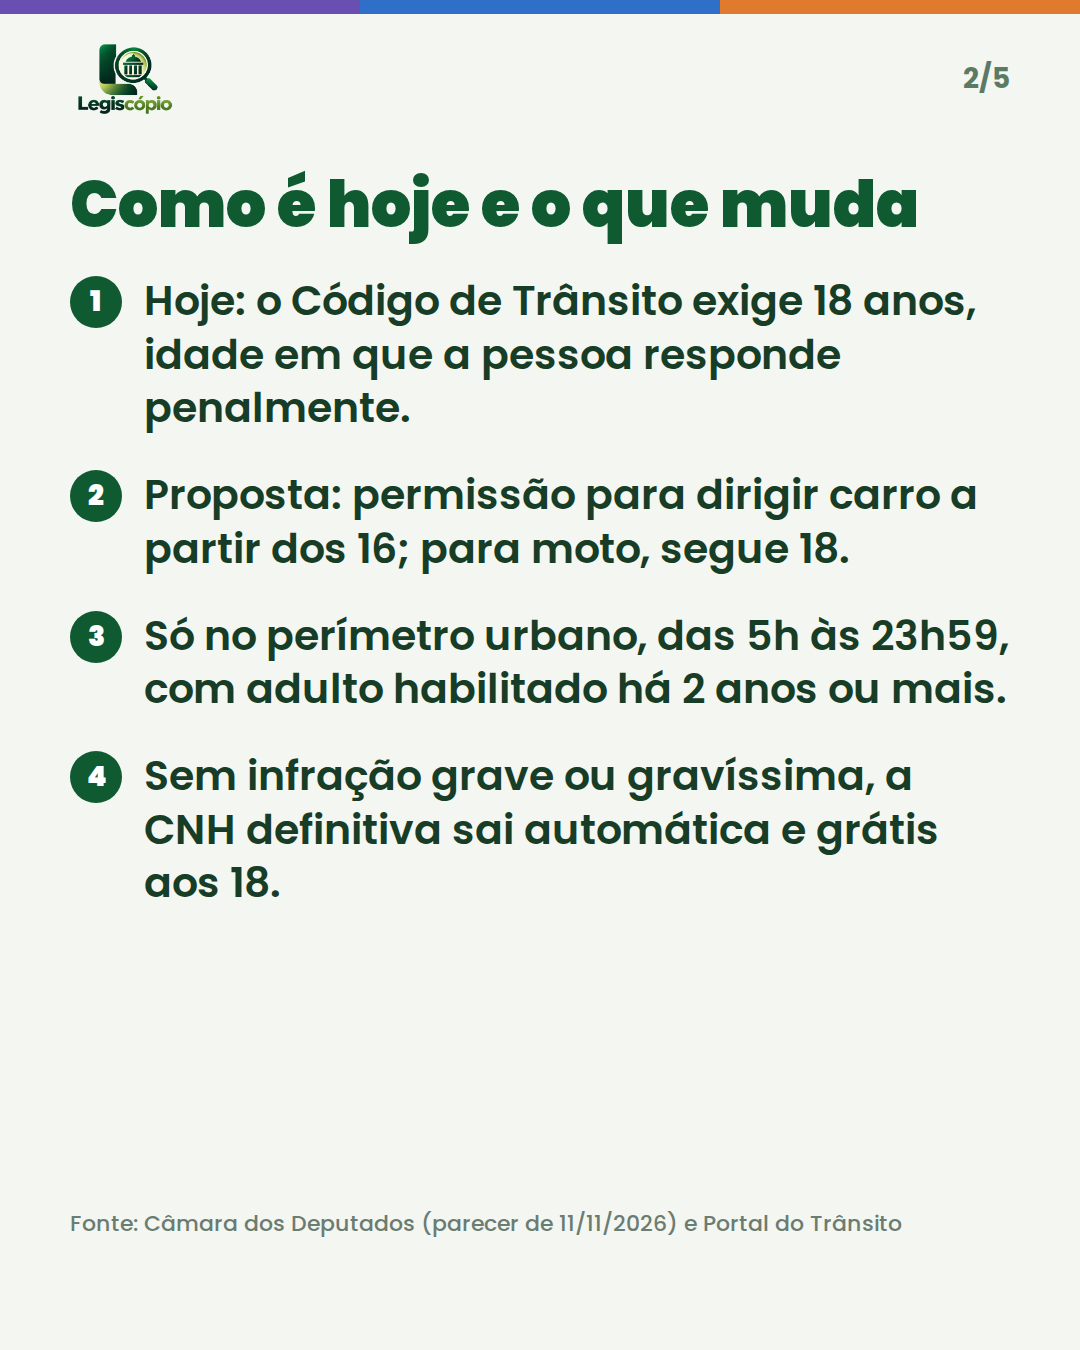 Legiscópio
2/5
Como é hoje e o que muda
1 Hoje: o Código de Trânsito exige 18 anos,
idade em que a pessoa responde
penalmente.
2 Proposta: permissão para dirigir carro a
partir dos 16; para moto, segue 18.
3 Só no perímetro urbano, das 5h às 23h59,
com adulto habilitado há 2 anos ou mais.
4 Sem infração grave ou gravíssima, a
CNH definitiva sai automática e grátis
aos 18.
Fonte: Câmara dos Deputados (parecer de 11/11/2026) e Portal do Trânsito